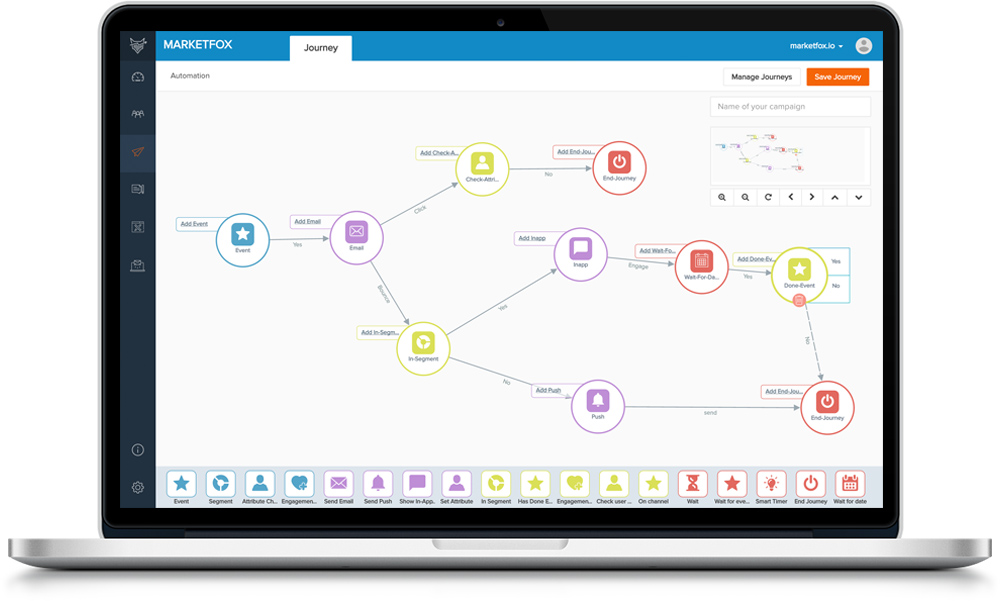 MARKETFOX
Journey
marketfox.io
Automation
Manage Journeys
Save Journey
Name of your campaign
Add Check-A...
Check-Attri...
No
Add End Jou...
End-Journey
Click
Add Event
Event
Yes
Add Email
Email
Bounce
Add Inapp
Inapp
Engage
Add Wait-Fo...
Wait-For-Da...
Yes
Add Done-Ev...
Done-Event
Yes
No
Add In-Segm...
In-Segment
Yes
No
No
Add Push
Push
send
Add End-Jou...
End-Journey
Event
Segment
Attribute Ch...
Engagemen...
Send Email
Send Push
Show In-App..
Set Attribute
In Segment
Has Done E...
Engagemen...
Check user ...
On channel
Wait
Wait for eve...
Smart Timer
End Journey
Wait for date